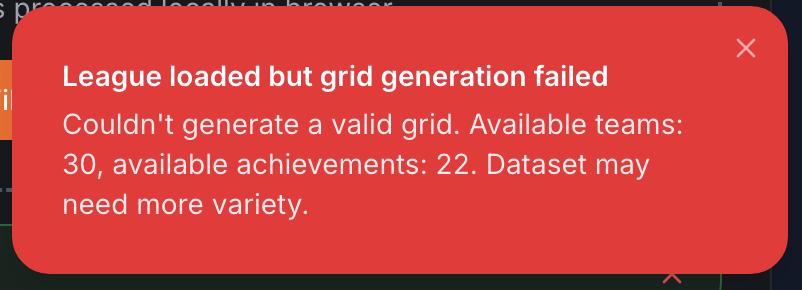 processed locally in browser
League loaded but grid generation failed
Couldn't generate a valid grid. Available teams:
30, available achievements: 22. Dataset may
need more variety.